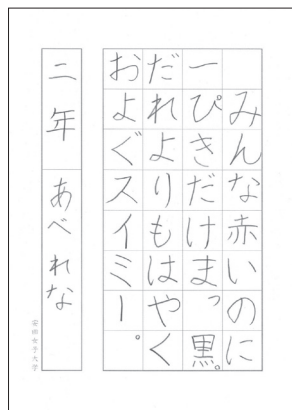 みんな赤いのに
一ぴきだけまっ黒。
だれよりもはやく
およぐスイミー。
二年 あべ れな
安田女子大学